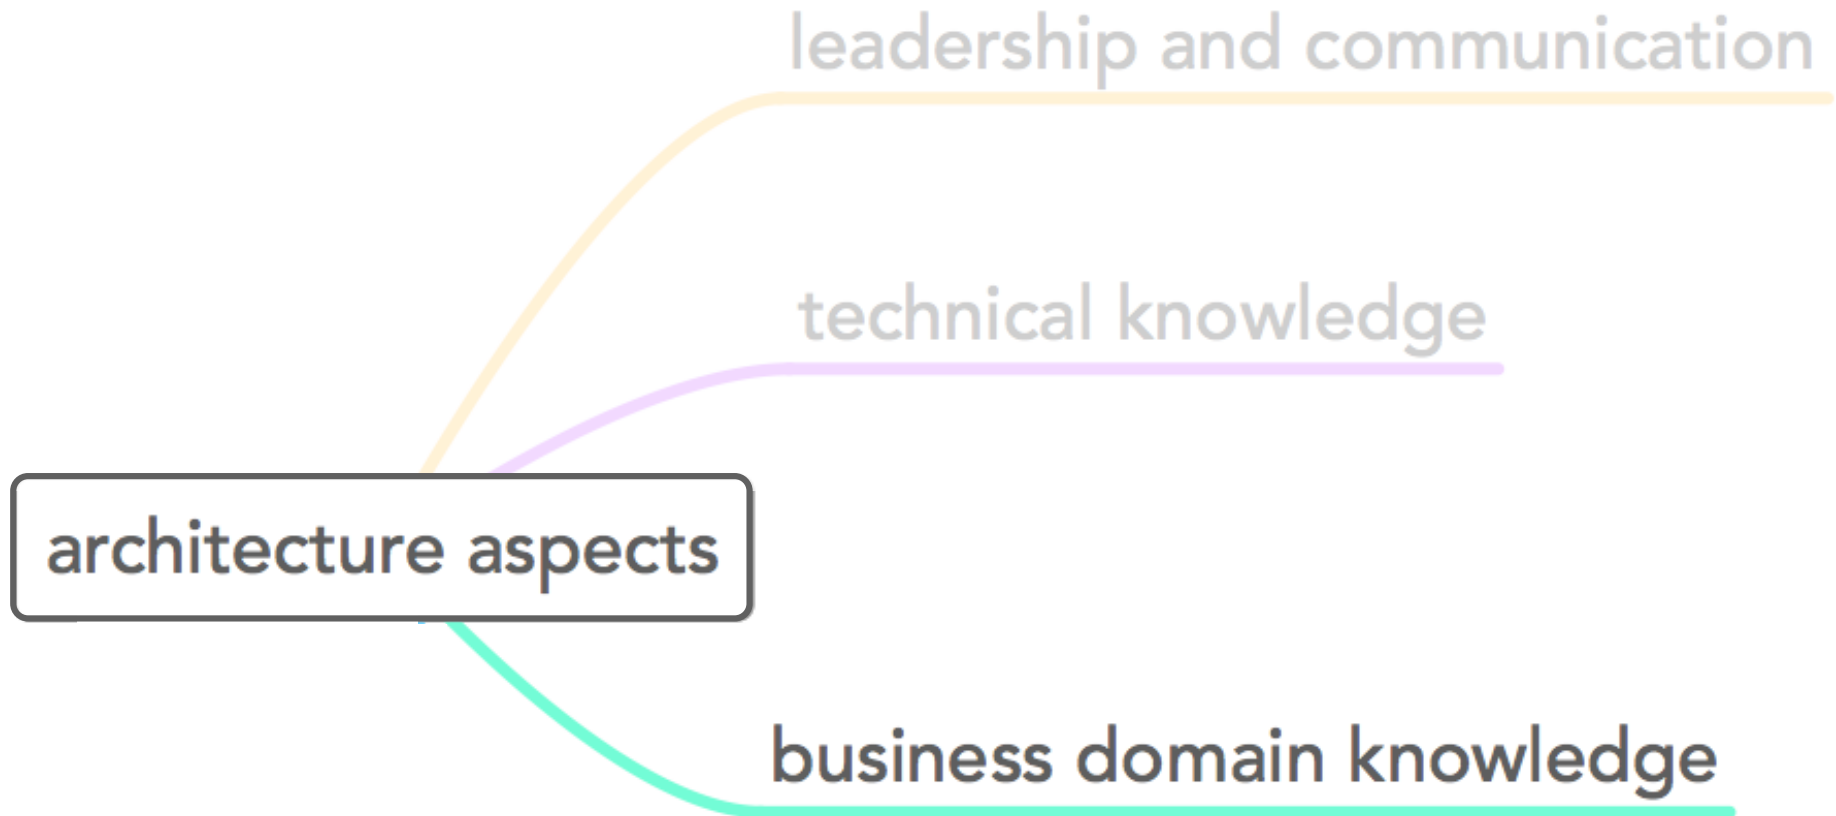 leadership and communication
technical knowledge
architecture aspects
business domain knowledge